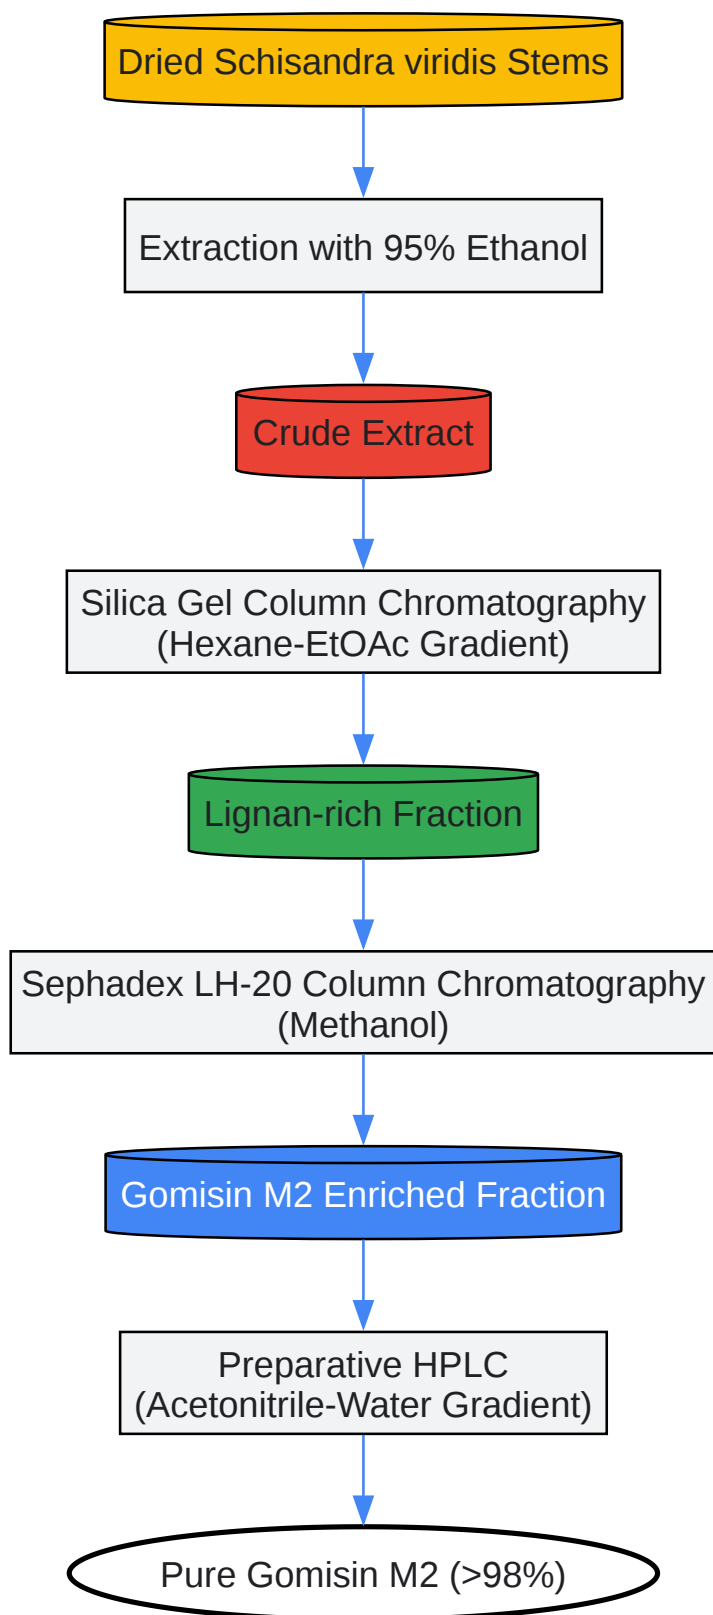 Dried Schisandra viridis Stems
Extraction with 95% Ethanol
Crude Extract
Silica Gel Column Chromatography
(Hexane-EtOAc Gradient)
Lignan-rich Fraction
Sephadex LH-20 Column Chromatography
(Methanol)
Gomisin M2 Enriched Fraction
Preparative HPLC
(Acetonitrile-Water Gradient)
Pure Gomisin M2 (>98%)